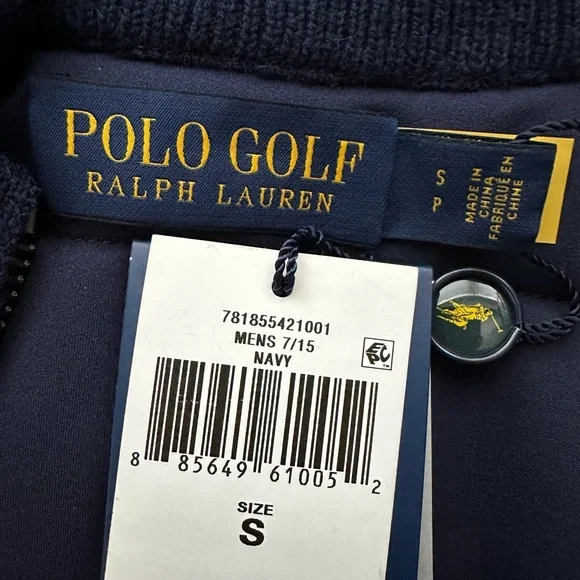 POLO GOLF
RALPH LAUREN
S
P
MADE IN
CHINA
FABRIQUÉ EN
CHINE
781855421001
MENS 7/15
NAVY
EPC™
8 85649 61005 2
SIZE
S